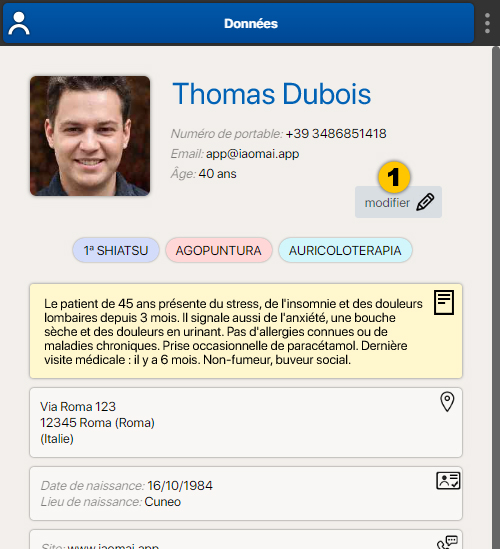 Données
Thomas Dubois
Numéro de portable: +39 3486851418
Email: app@iaomai.app
Âge: 40 ans
1
modifier
1ª SHIATSU
AGOPUNTURA
AURICOLOTERAPIA
Le patient de 45 ans présente du stress, de l'insomnie et des douleurs
lombaires depuis 3 mois. Il signale aussi de l'anxiété, une bouche
sèche et des douleurs en urinant. Pas d'allergies connues ou de
maladies chroniques. Prise occasionnelle de paracétamol. Dernière
visite médicale : il y a 6 mois. Non-fumeur, buveur social.
Via Roma 123
12345 Roma (Roma)
(Italie)
Date de naissance: 16/10/1984
Lieu de naissance: Cuneo
Site: www.iaomai.app